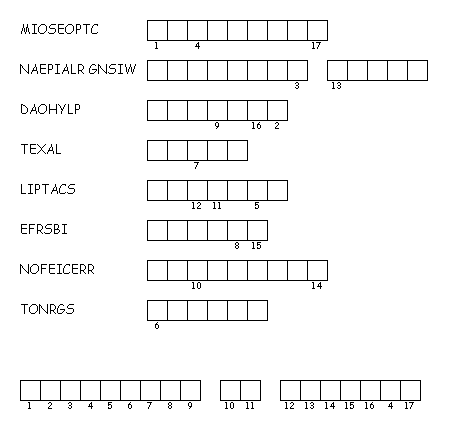 MIOSEOPTC
1 4 17
NAEPIALR GNSIW
3 13
DAOHYLP
9 16 2
TEXAL
7
LIPTACS
12 11 5
EFRSBI
8 15
NOFEICERR
10 14
TONRGS
6
1 2 3 4 5 6 7 8 9 10 11 12 13 14 15 16 4 17